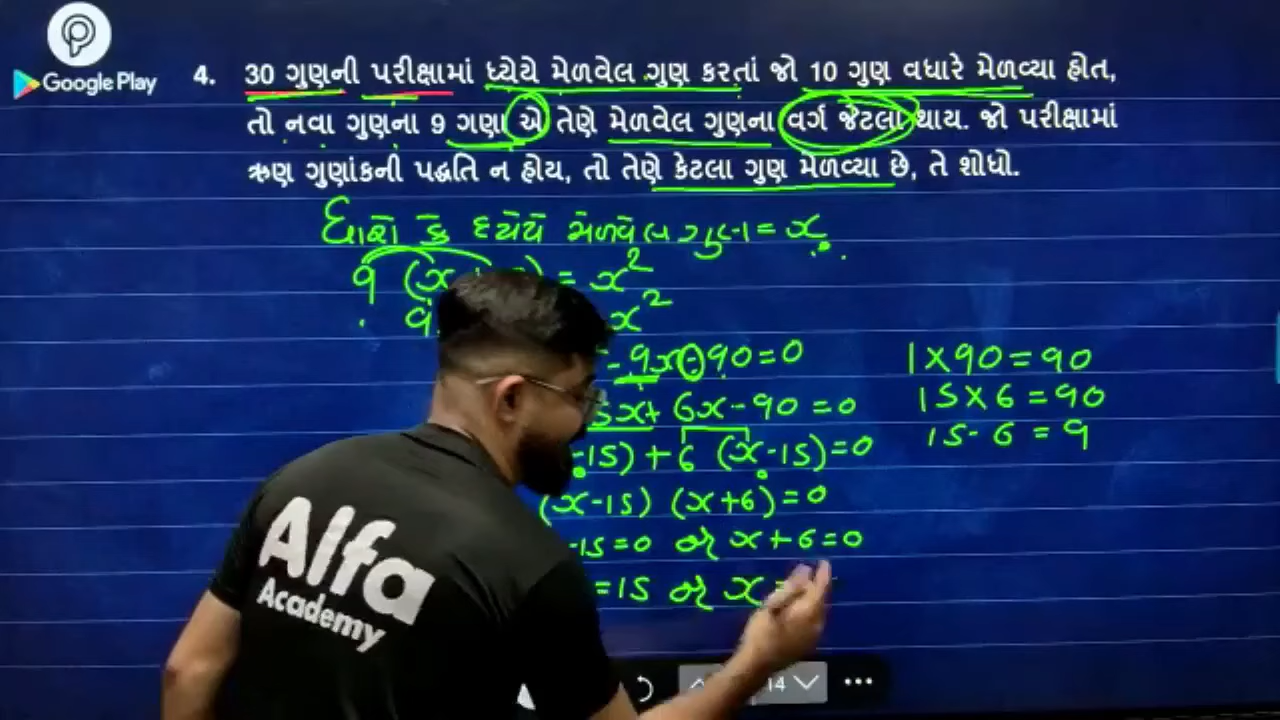 Google Play
4. 30 ગુણની પરીક્ષામાં ધ્યેયે મેળવેલ ગુણ કરતાં જો 10 ગુણ વધારે મેળવ્યા હોત,
તો નવા ગુણના 9 ગણા એ તેણે મેળવેલ ગુણના વર્ગ જેટલા થાય. જો પરીક્ષામાં
ઋણ ગુણાંકની પદ્ધતિ ન હોય, તો તેણે કેટલા ગુણ મેળવ્યા છે, તે શોધો.
ધારો કે ધ્યેયે મેળવેલ ગુણ = x
9 (x = x²
x²
- 9x - 90 = 0
5x + 6x - 90 = 0
-15) + 6 (x - 15) = 0
(x - 15) (x + 6) = 0
-15 = 0 or x + 6 = 0
= 15 or x =
1 X 90 = 90
15 X 6 = 90
15 - 6 = 9
Alfa
Academy
14